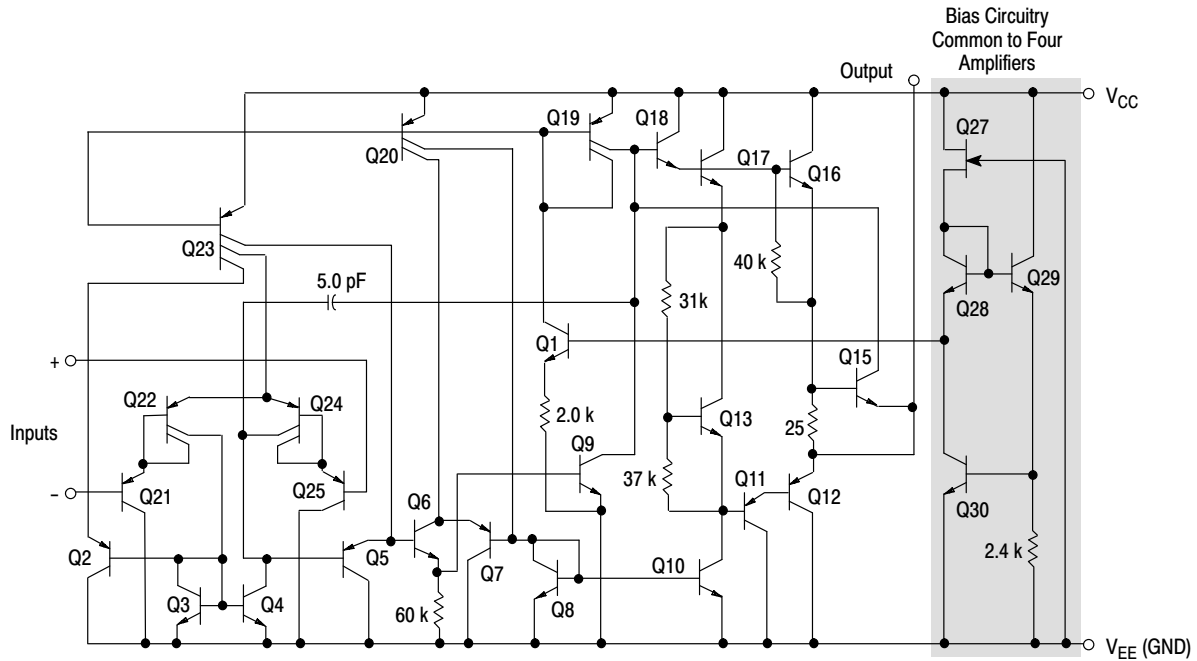 Bias Circuitry
Common to Four
Amplifiers
Output
VCC
Q27
Q19
Q18
Q20
Q17
Q16
Q23
5.0 pF
40 k
31k
Q28
Q29
Q1
Q15
+
Q22
Q24
2.0 k
Q13
25
Inputs
Q9
37 k
Q11
Q12
–
Q21
Q25
Q6
Q30
Q2
Q5
Q7
Q10
2.4 k
Q3
Q4
60 k
Q8
VEE (GND)